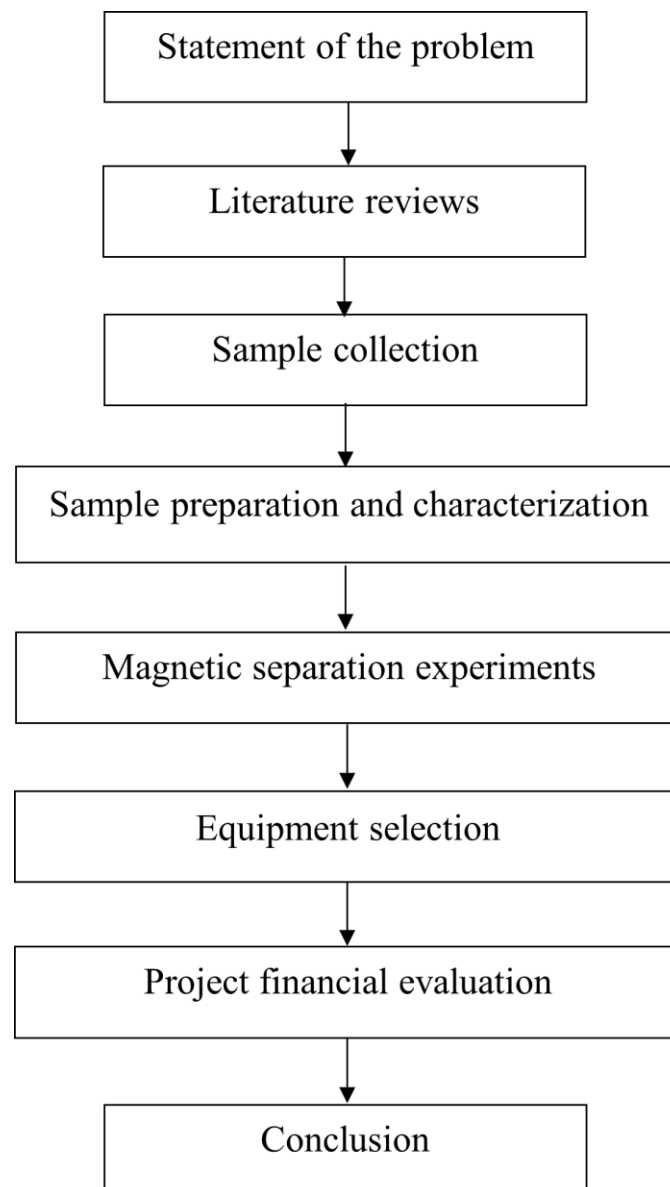 Statement of the problem
Literature reviews
Sample collection
Sample preparation and characterization
Magnetic separation experiments
Equipment selection
Project financial evaluation
Conclusion